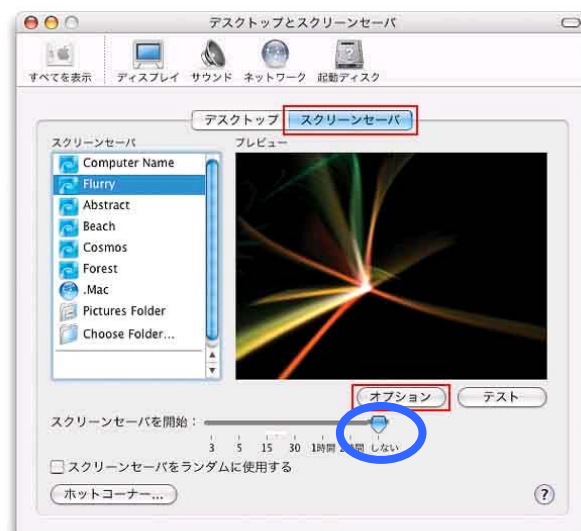 デスクトップとスクリーンセーバ
すべてを表示 ディスプレイ サウンド ネットワーク 起動ディスク
デスクトップ スクリーンセーバ
スクリーンセーバ プレビュー
Computer Name
Flurry
Abstract
Beach
Cosmos
Forest
.Mac
Pictures Folder
Choose Folder...
オプション テスト
スクリーンセーバを開始:
3 5 15 30 1時間 しない
スクリーンセーバをランダムに使用する
ホットコーナー... ?